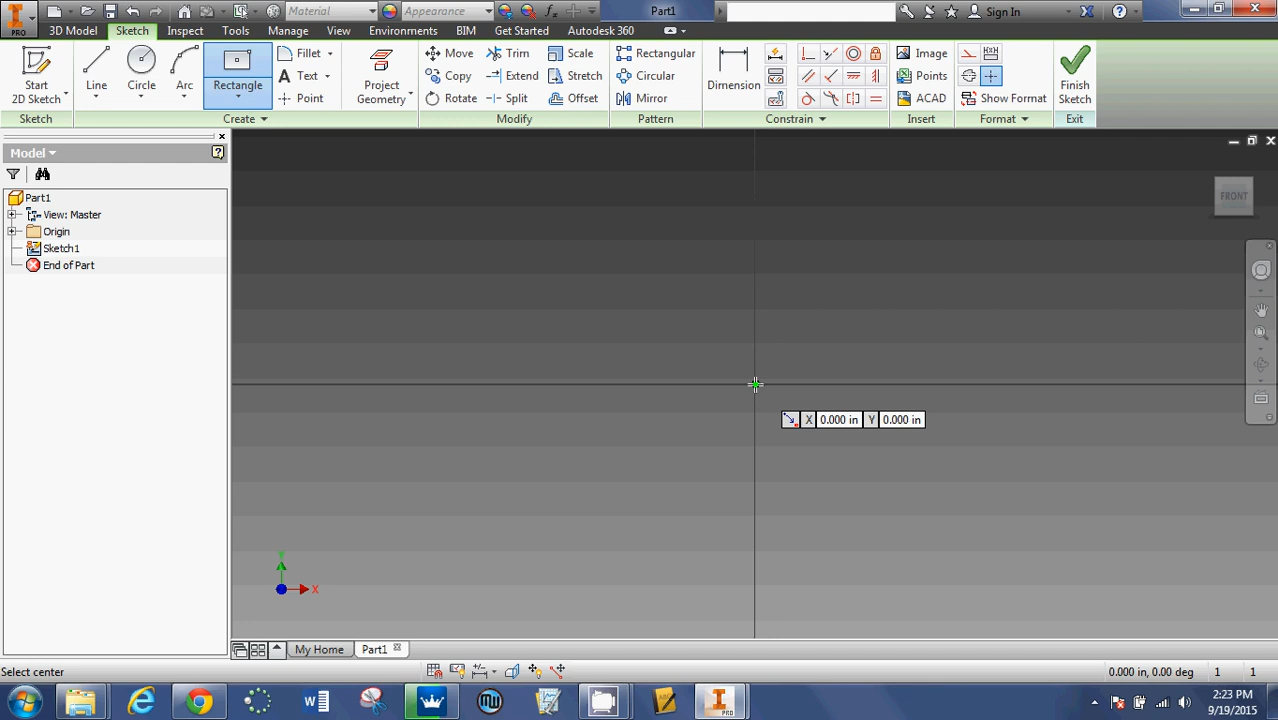 Material
Appearance
Part1
Sign In
PRO
3D Model
Sketch
Inspect
Tools
Manage
View
Environments
BIM
Get Started
Autodesk 360
Start
2D Sketch
Line
Circle
Arc
Rectangle
Fillet
Text
Point
Project
Geometry
Move
Copy
Rotate
Trim
Extend
Split
Scale
Stretch
Offset
Rectangular
Circular
Mirror
Dimension
Image
Points
ACAD
Show Format
Finish
Sketch
Sketch
Create
Modify
Pattern
Constrain
Insert
Format
Exit
Model
Part1
View: Master
Origin
Sketch1
End of Part
FRONT
X 0.000 in Y 0.000 in
Y
X
My Home
Part1
Select center
0.000 in, 0.00 deg
1
1
PRO
2:23 PM
9/19/2015